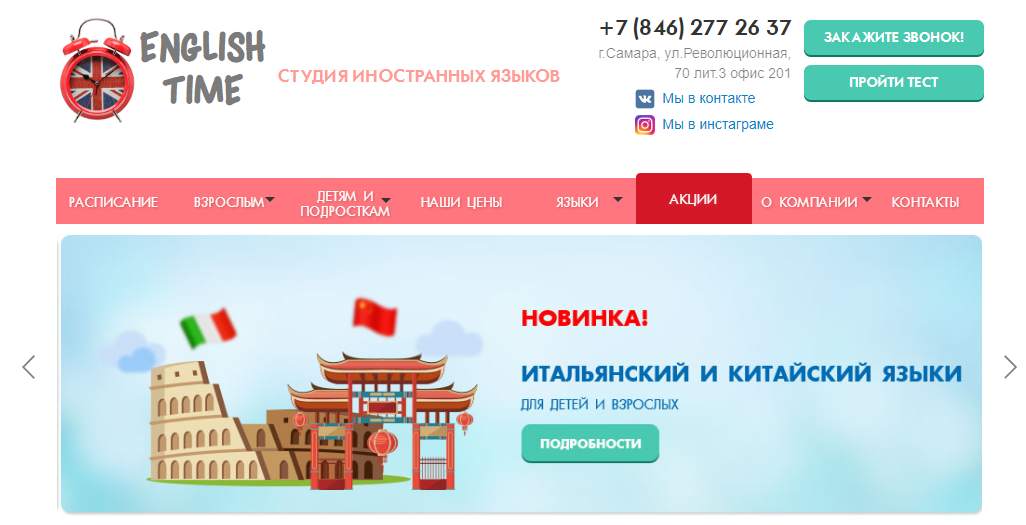 ENGLISH
TIME
СТУДИЯ ИНОСТРАННЫХ ЯЗЫКОВ
+7 (846) 277 26 37
г.Самара, ул.Революционная,
70 лит.3 офис 201
Мы в контакте
Мы в инстаграме
ЗАКАЖИТЕ ЗВОНОК!
ПРОЙТИ ТЕСТ
РАСПИСАНИЕ
ВЗРОСЛЫМ
ДЕТЯМ И
ПОДРОСТКАМ
НАШИ ЦЕНЫ
ЯЗЫКИ
АКЦИИ
О КОМПАНИИ
КОНТАКТЫ
НОВИНКА!
ИТАЛЬЯНСКИЙ И КИТАЙСКИЙ ЯЗЫКИ
ДЛЯ ДЕТЕЙ И ВЗРОСЛЫХ
ПОДРОБНОСТИ